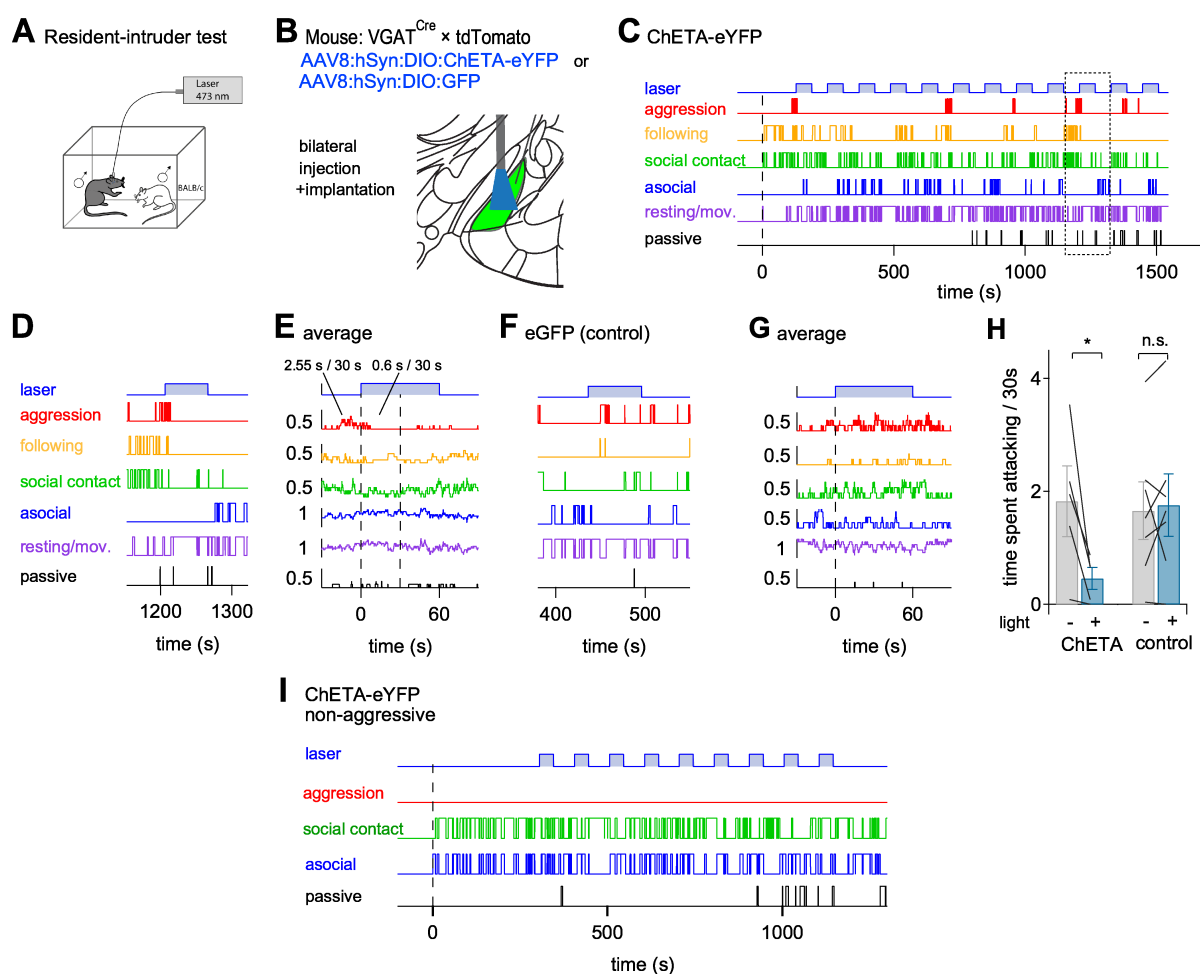 A Resident-intruder test
Laser
473 nm
♂
♂
BALB/c
B Mouse: VGATCre × tdTomato
AAV8:hSyn:DIO:ChETA-eYFP or
AAV8:hSyn:DIO:GFP
bilateral
injection
+implantation
C ChETA-eYFP
laser
aggression
following
social contact
asocial
resting/mov.
passive
0 500 1000 1500
time (s)
D
laser
aggression
following
social contact
asocial
resting/mov.
passive
1200 1300
time (s)
E average
2.55 s / 30 s 0.6 s / 30 s
0.5
0.5
0.5
1
1
0.5
0 60
time (s)
F eGFP (control)
400 500
time (s)
G average
0.5
0.5
0.5
0.5
1
0.5
0 60
time (s)
H
time spent attacking / 30s
4
2
0
* n.s.
light - + - +
ChETA control
I ChETA-eYFP
non-aggressive
laser
aggression
social contact
asocial
passive
0 500 1000
time (s)